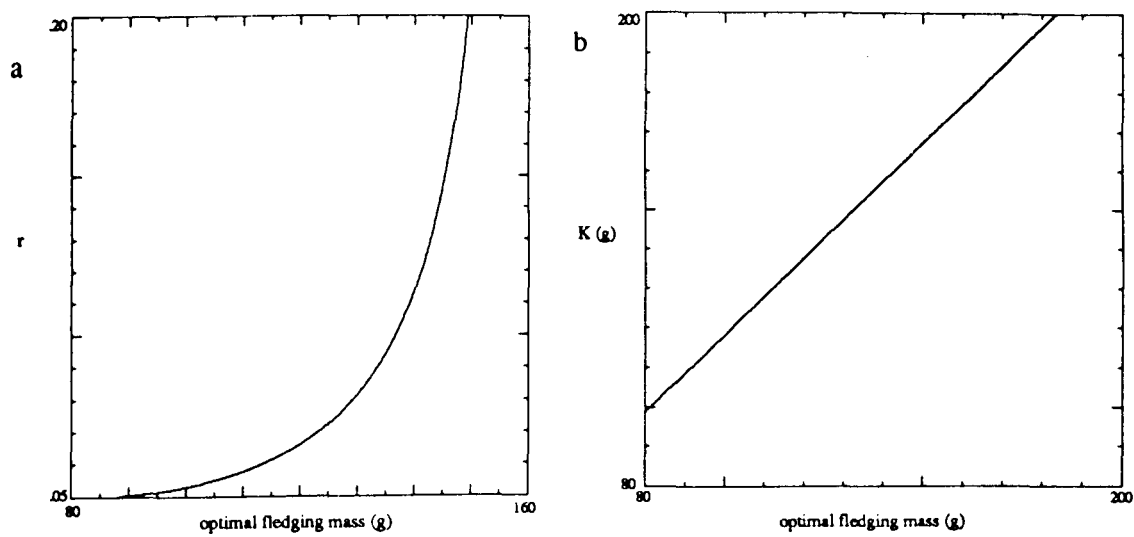 a
.20
r
.05
80
160
optimal fledging mass (g)
b
200
K (g)
80
80
200
optimal fledging mass (g)